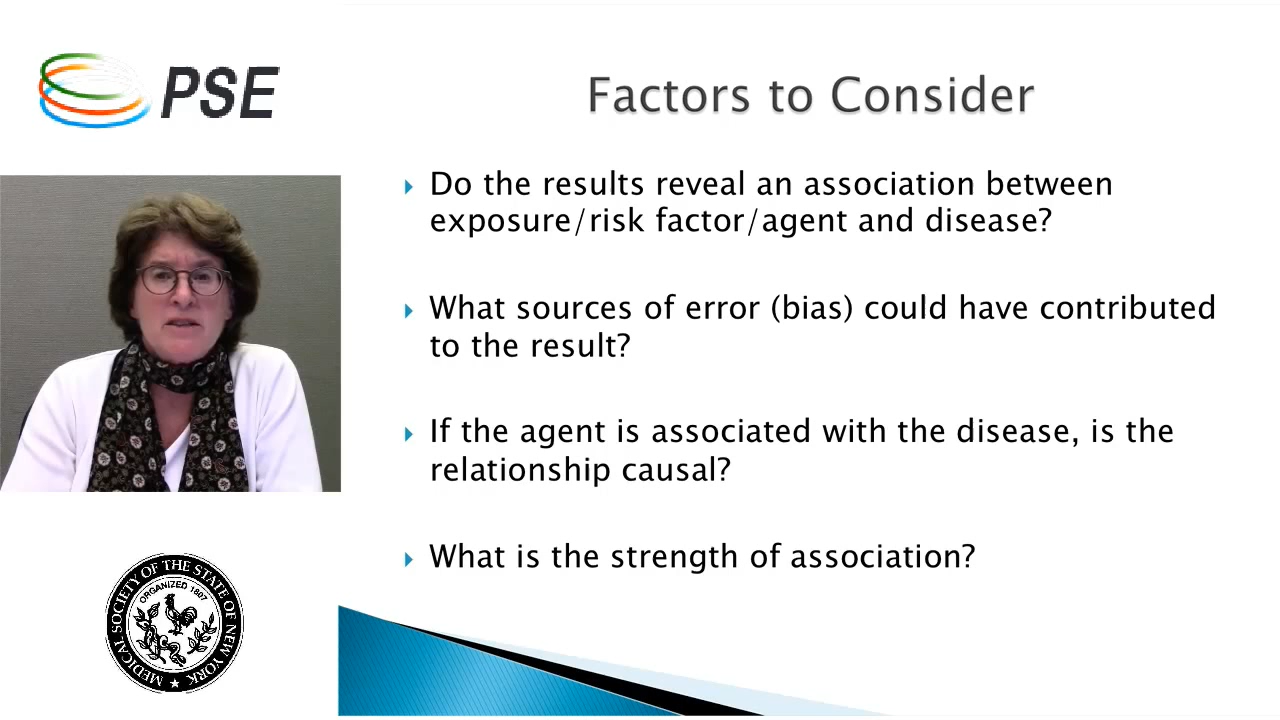 PSE
Factors to Consider
Do the results reveal an association between
exposure/risk factor/agent and disease?
What sources of error (bias) could have contributed
to the result?
If the agent is associated with the disease, is the
relationship causal?
What is the strength of association?
MEDICAL SOCIETY OF THE STATE OF NEW YORK
ORGANIZED 1807